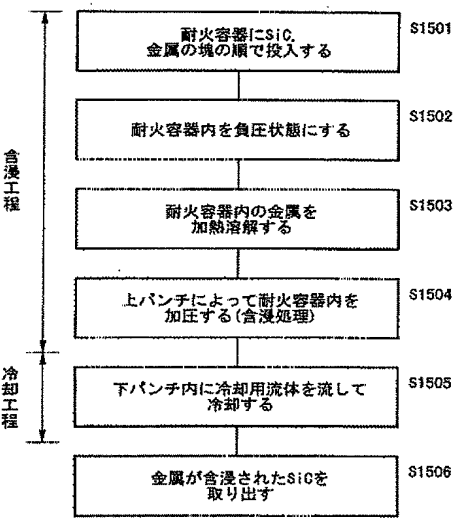 耐火容器にSiC,
金属の塊の順で投入する
S1501
耐火容器内を負圧状態にする
S1502
耐火容器内の金属を
加熱溶解する
S1503
上パンチによって耐火容器内を
加圧する(含浸処理)
S1504
含浸工程
下パンチ内に冷却用流体を流して
冷却する
S1505
冷却工程
金属が含浸されたSiCを
取り出す
S1506